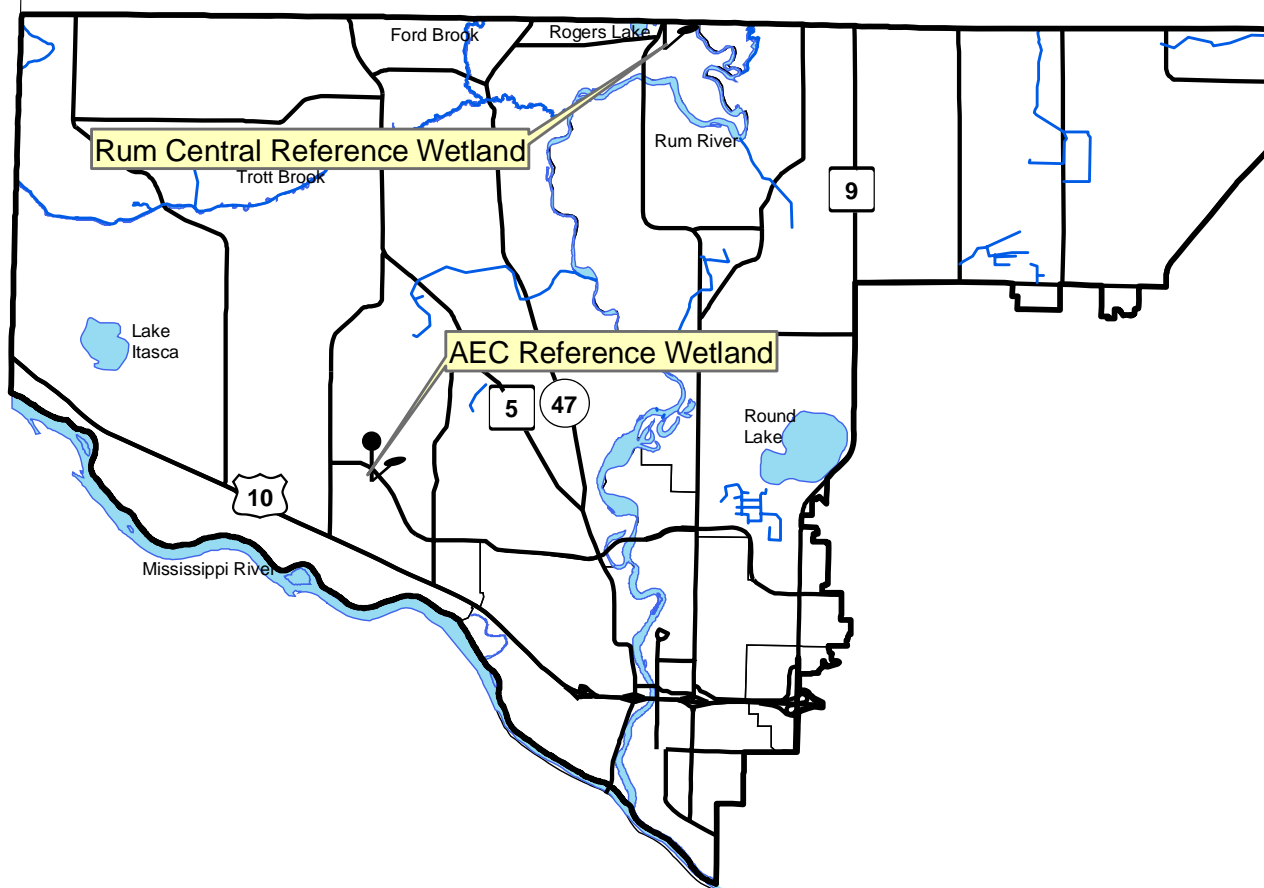 Ford Brook
Rogers Lake
Rum Central Reference Wetland
Rum River
Trott Brook
9
Lake
Itasca
AEC Reference Wetland
5
47
Round
Lake
10
Mississippi River